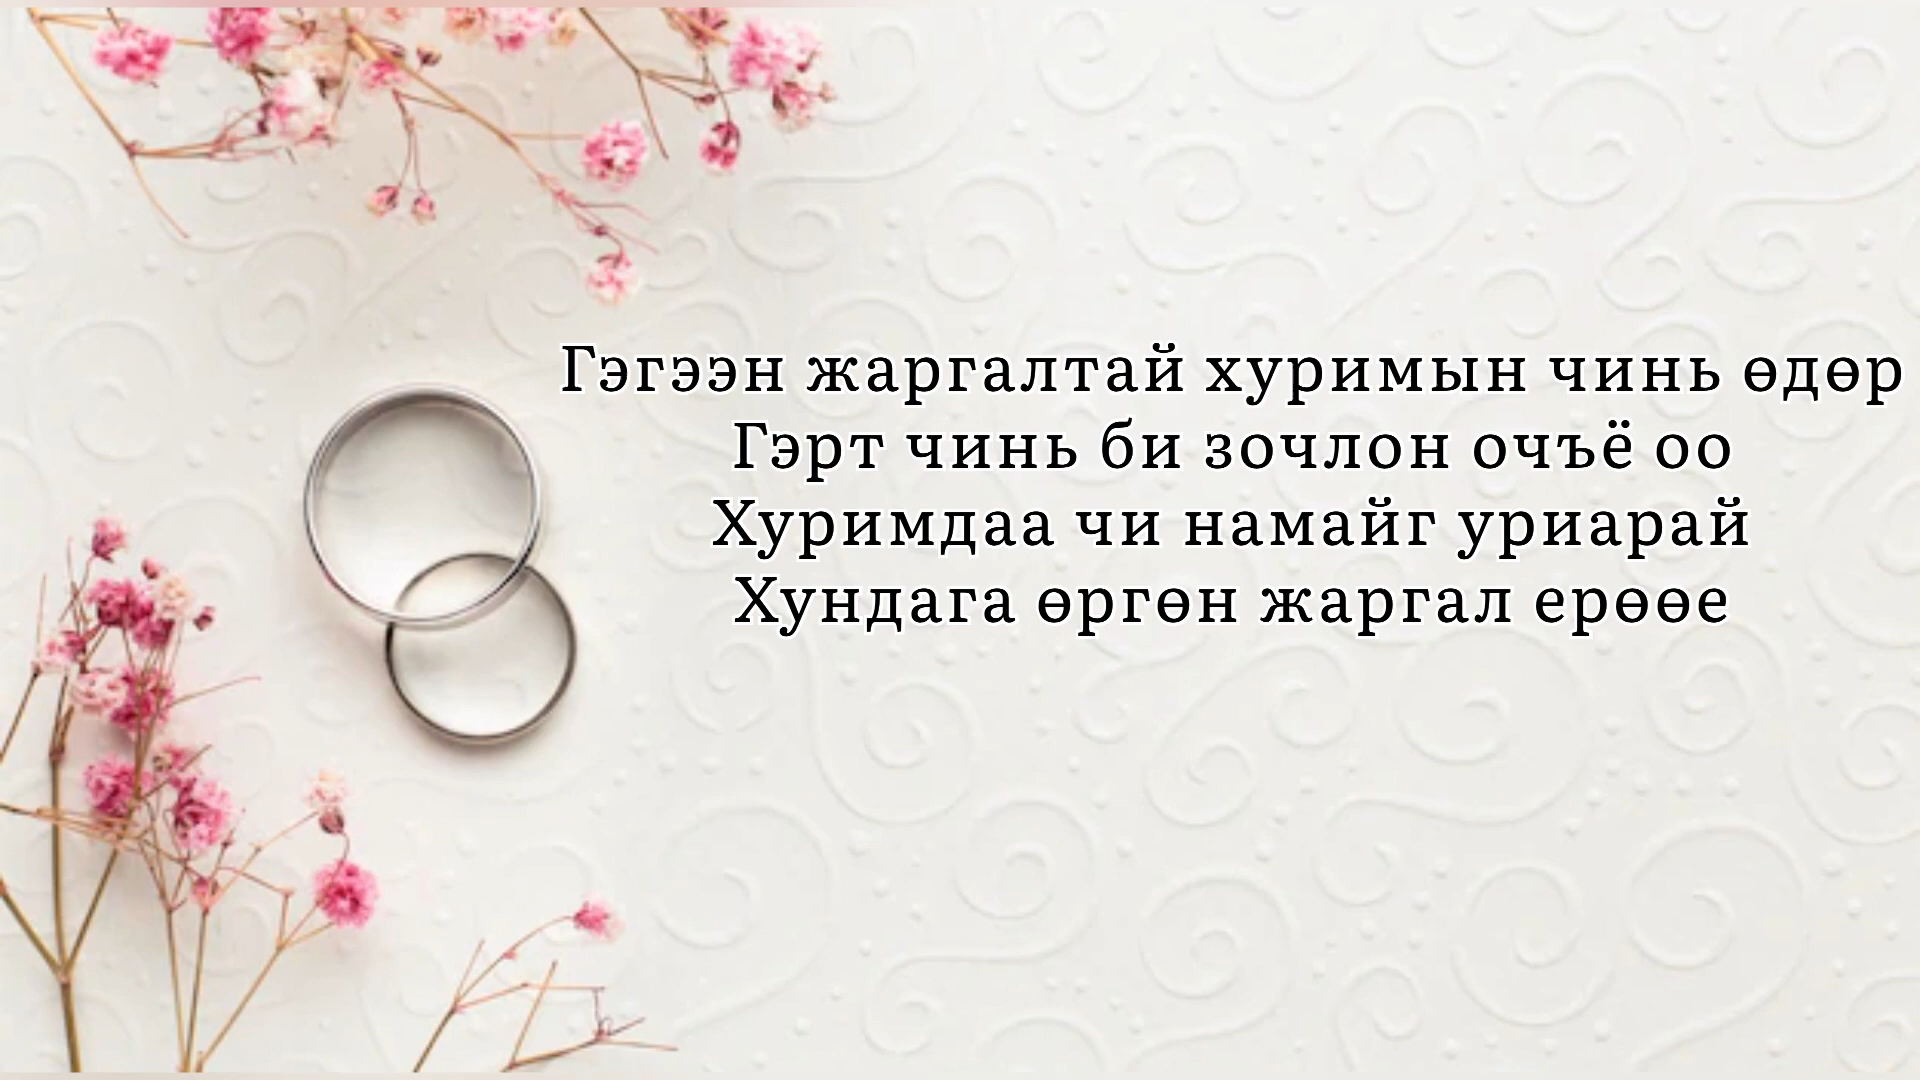 Гэгээн жаргалтай хуримын чинь өдөр
Гэрт чинь би зочлон очъё оо
Хуримдаа чи намайг уриарай
Хундага өргөн жаргал ерөөе